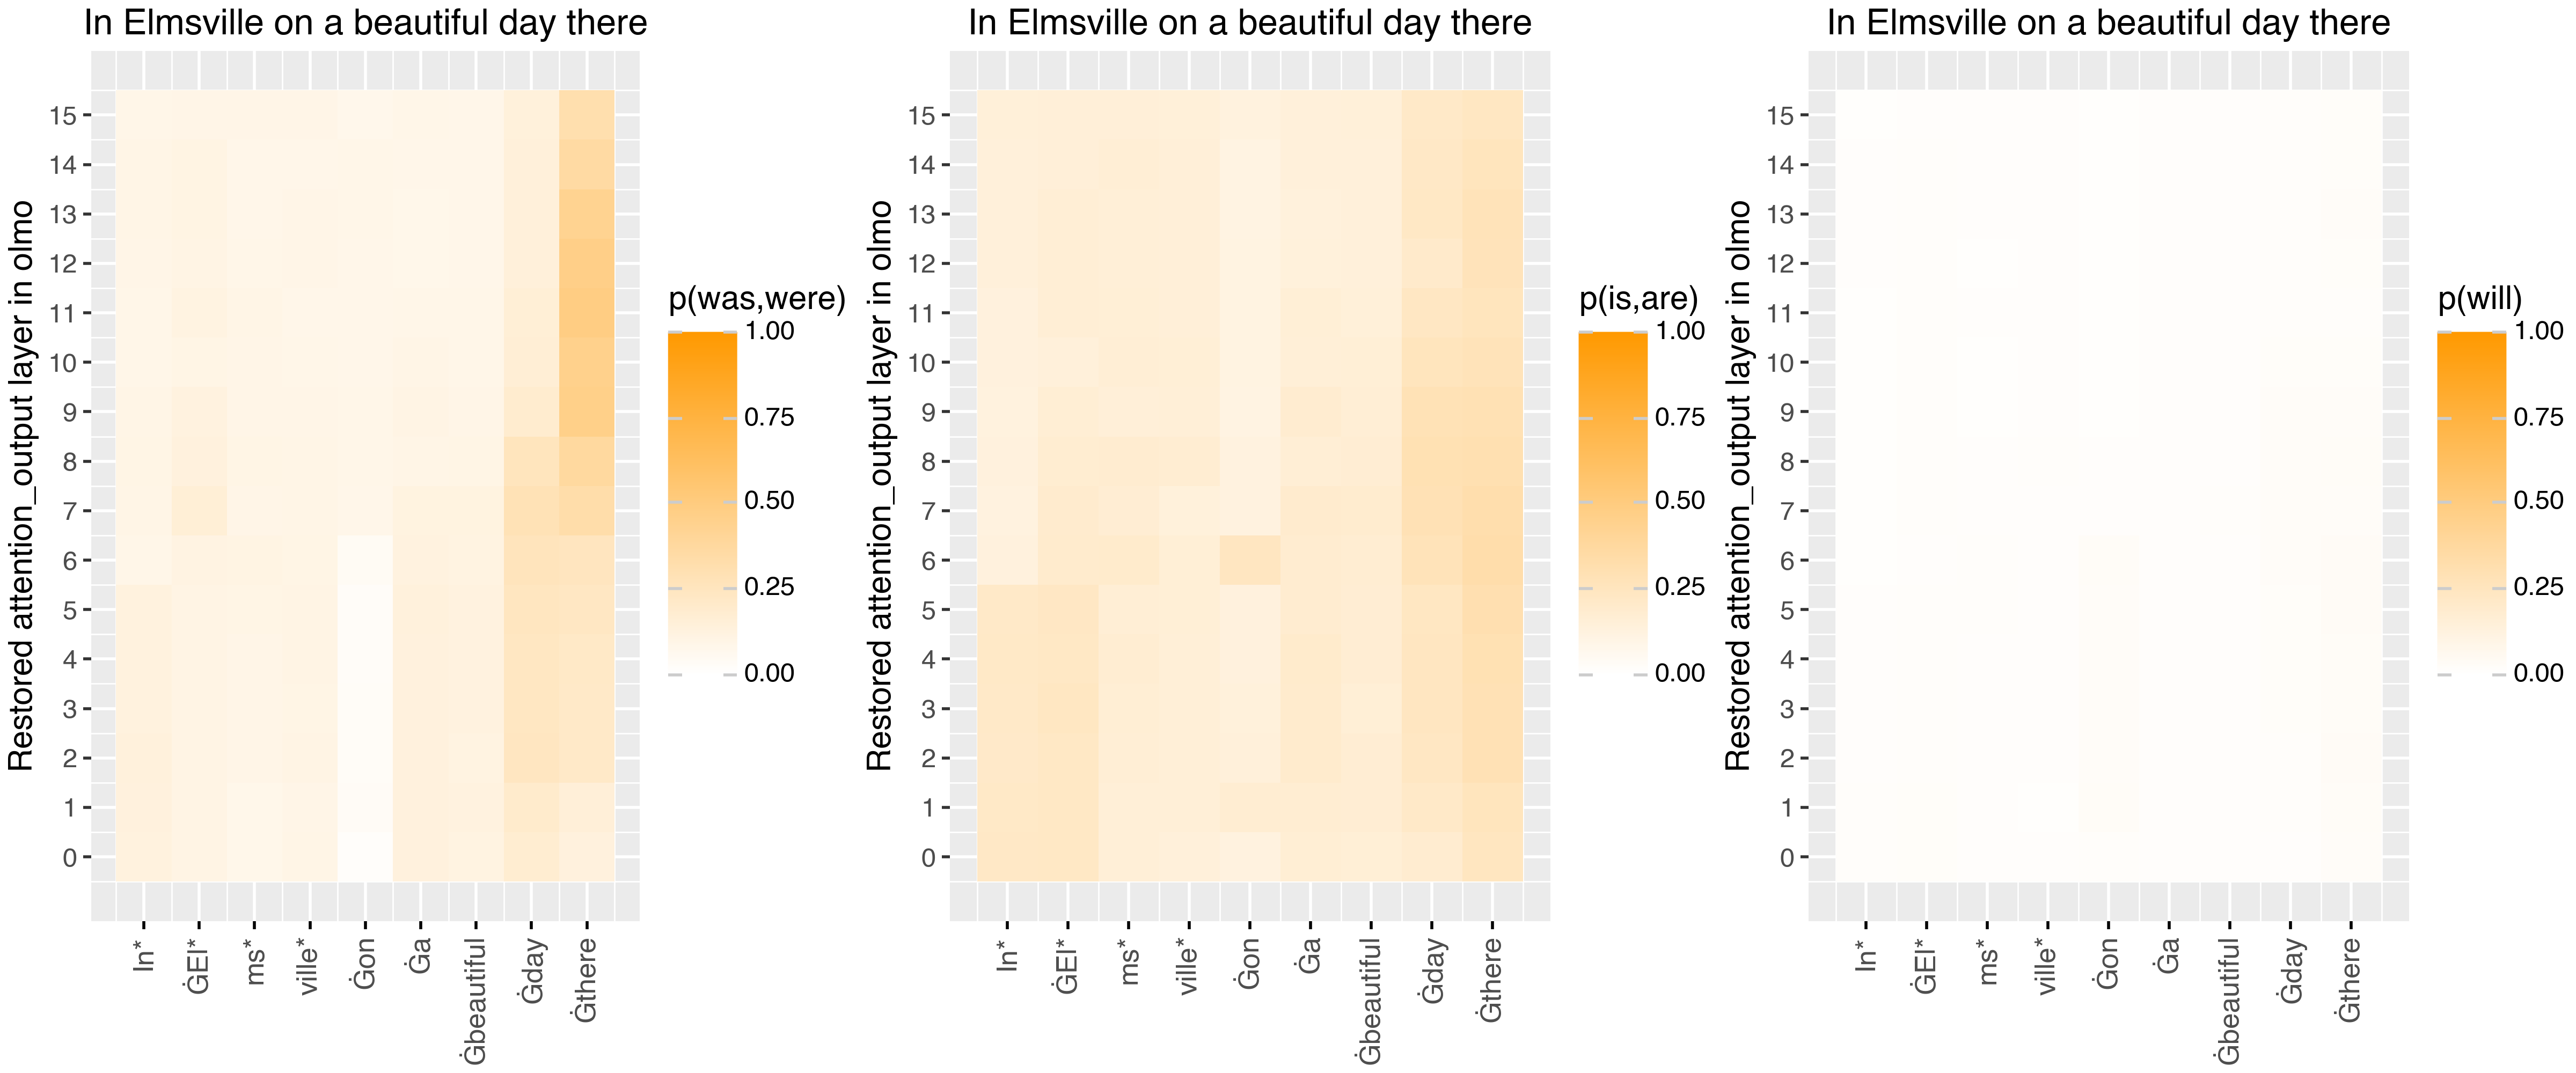 In Elmsville on a beautiful day there
Restored attention_output layer in olmo
15
14
13
12
11
10
9
8
7
6
5
4
3
2
1
0
In*
ĠEl*
ms*
ville*
Ġon
Ġa
Ġbeautiful
Ġday
Ġthere
p(was,were)
1.00
0.75
0.50
0.25
0.00
In Elmsville on a beautiful day there
Restored attention_output layer in olmo
15
14
13
12
11
10
9
8
7
6
5
4
3
2
1
0
In*
ĠEl*
ms*
ville*
Ġon
Ġa
Ġbeautiful
Ġday
Ġthere
p(is,are)
1.00
0.75
0.50
0.25
0.00
In Elmsville on a beautiful day there
Restored attention_output layer in olmo
15
14
13
12
11
10
9
8
7
6
5
4
3
2
1
0
In*
ĠEl*
ms*
ville*
Ġon
Ġa
Ġbeautiful
Ġday
Ġthere
p(will)
1.00
0.75
0.50
0.25
0.00